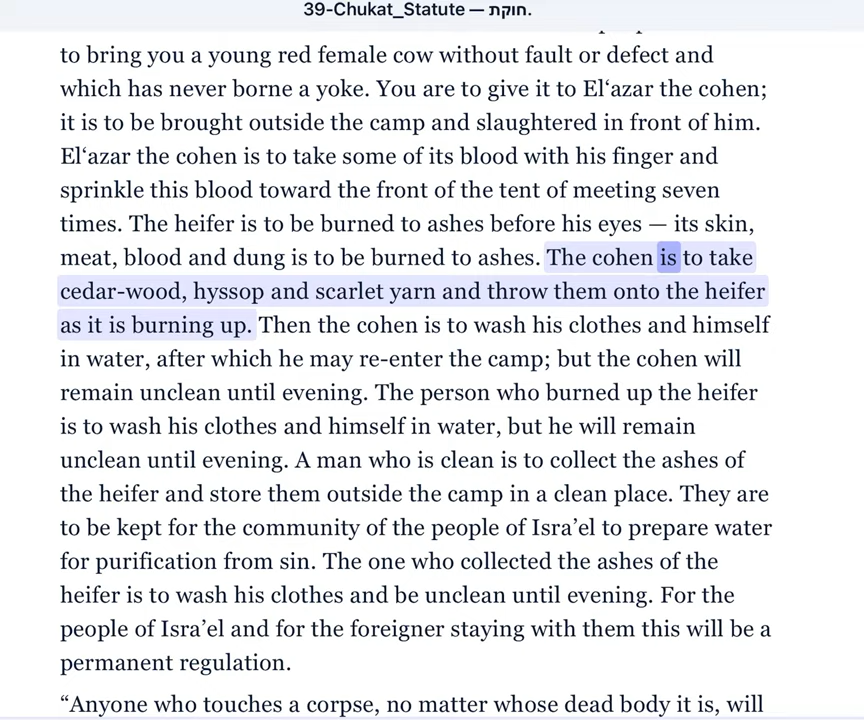 39-Chukat_Statute — חוקת.
to bring you a young red female cow without fault or defect and
which has never borne a yoke. You are to give it to El‘azar the cohen;
it is to be brought outside the camp and slaughtered in front of him.
El‘azar the cohen is to take some of its blood with his finger and
sprinkle this blood toward the front of the tent of meeting seven
times. The heifer is to be burned to ashes before his eyes — its skin,
meat, blood and dung is to be burned to ashes. The cohen is to take
cedar-wood, hyssop and scarlet yarn and throw them onto the heifer
as it is burning up. Then the cohen is to wash his clothes and himself
in water, after which he may re-enter the camp; but the cohen will
remain unclean until evening. The person who burned up the heifer
is to wash his clothes and himself in water, but he will remain
unclean until evening. A man who is clean is to collect the ashes of
the heifer and store them outside the camp in a clean place. They are
to be kept for the community of the people of Isra’el to prepare water
for purification from sin. The one who collected the ashes of the
heifer is to wash his clothes and be unclean until evening. For the
people of Isra’el and for the foreigner staying with them this will be a
permanent regulation.
“Anyone who touches a corpse, no matter whose dead body it is, will